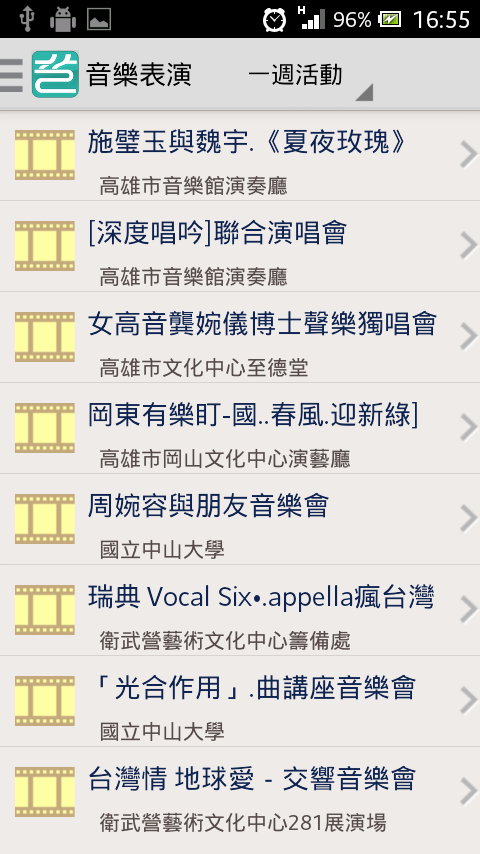 H 96% 16:55
音樂表演 一週活動
施璧玉與魏宇.《夏夜玫瑰》
高雄市音樂館演奏廳
[深度唱吟]聯合演唱會
高雄市音樂館演奏廳
女高音龔婉儀博士聲樂獨唱會
高雄市文化中心至德堂
岡東有樂町-國..春風.迎新綠]
高雄市岡山文化中心演藝廳
周婉容與朋友音樂會
國立中山大學
瑞典 Vocal Six•.appella瘋台灣
衛武營藝術文化中心籌備處
「光合作用」.曲講座音樂會
國立中山大學
台灣情 地球愛 - 交響音樂會
衛武營藝術文化中心281展演場